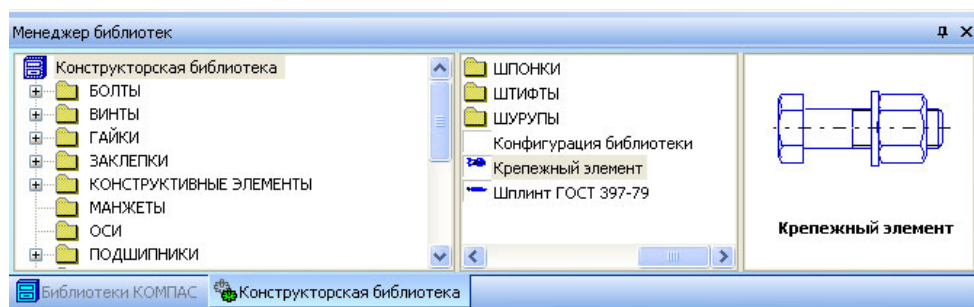 Менеджер библиотек
Конструкторская библиотека
БОЛТЫ
ВИНТЫ
ГАЙКИ
ЗАКЛЕПКИ
КОНСТРУКТИВНЫЕ ЭЛЕМЕНТЫ
МАНЖЕТЫ
ОСИ
ПОДШИПНИКИ
ШПОНКИ
ШТИФТЫ
ШУРУПЫ
Конфигурация библиотеки
Крепежный элемент
Шплинт ГОСТ 397-79
Крепежный элемент
Библиотеки КОМПАС
Конструкторская библиотека